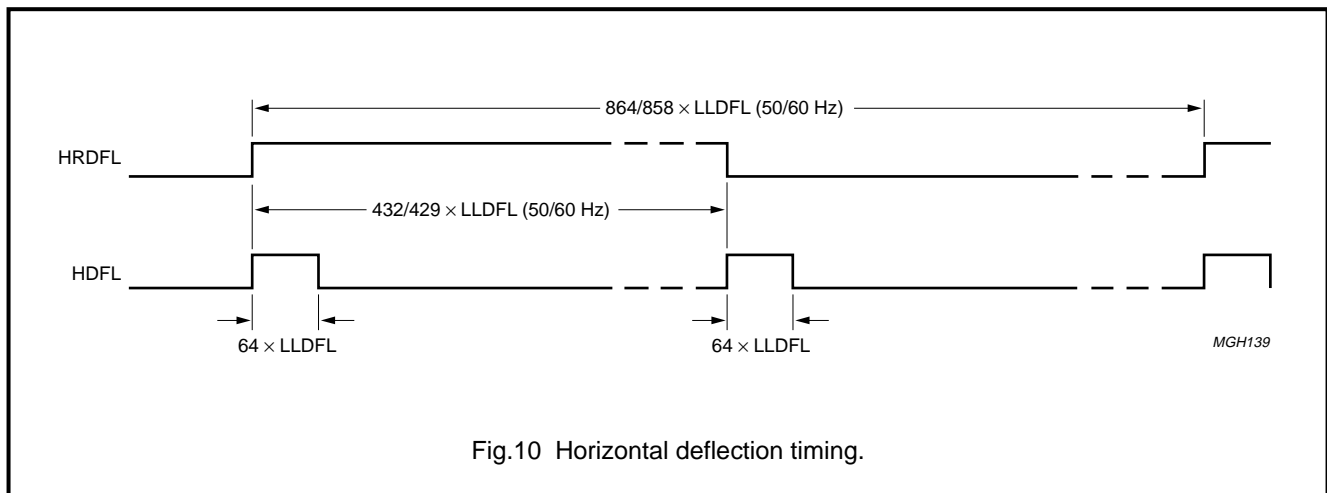 864/858 × LLDFL (50/60 Hz)
HRDFL
432/429 × LLDFL (50/60 Hz)
HDFL
64 × LLDFL
64 × LLDFL
MGH139
Fig.10 Horizontal deflection timing.